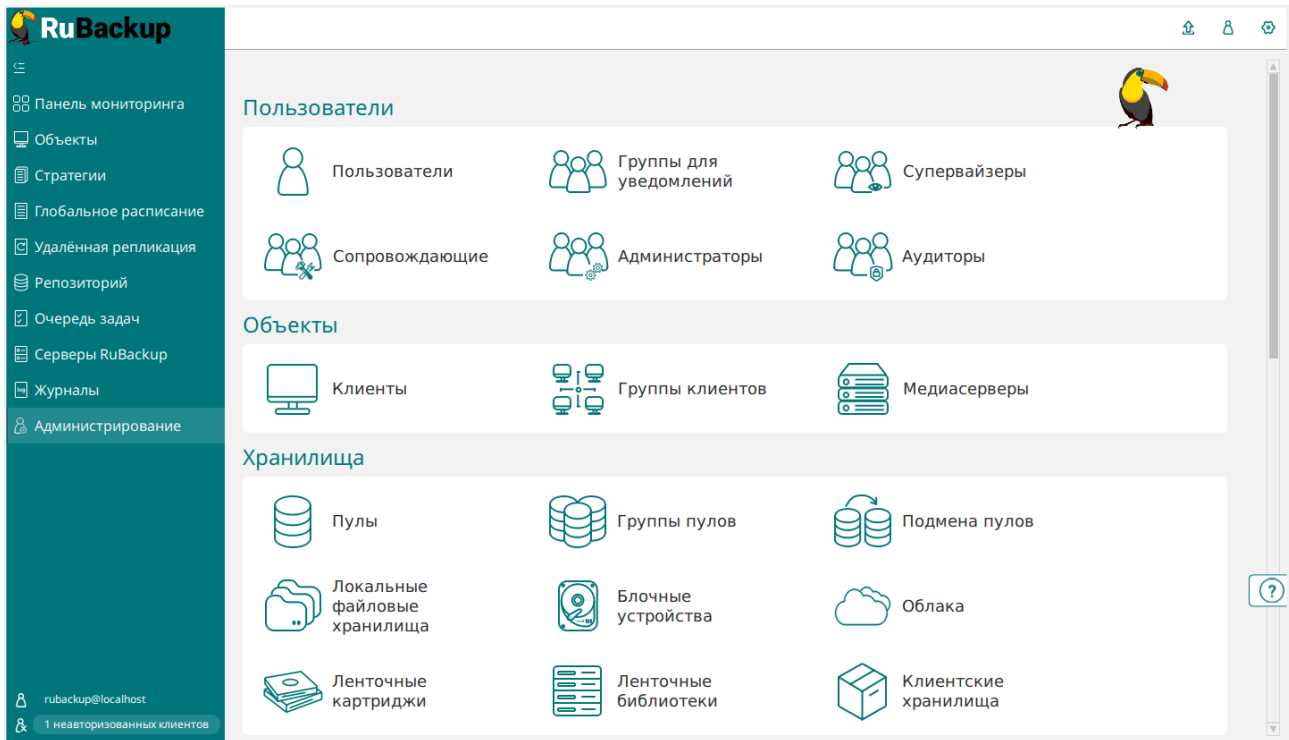 RuBackup
Панель мониторинга
Объекты
Стратегии
Глобальное расписание
Удалённая репликация
Репозиторий
Очередь задач
Серверы RuBackup
Журналы
Администрирование
rubackup@localhost
1 неавторизованных клиентов
Пользователи
Пользователи
Группы для
уведомлений
Супервайзеры
Сопровождающие
Администраторы
Аудиторы
Объекты
Клиенты
Группы клиентов
Медиасерверы
Хранилища
Пулы
Группы пулов
Подмена пулов
Локальные
файловые
хранилища
Блочные
устройства
Облака
Ленточные
картриджи
Ленточные
библиотеки
Клиентские
хранилища
?